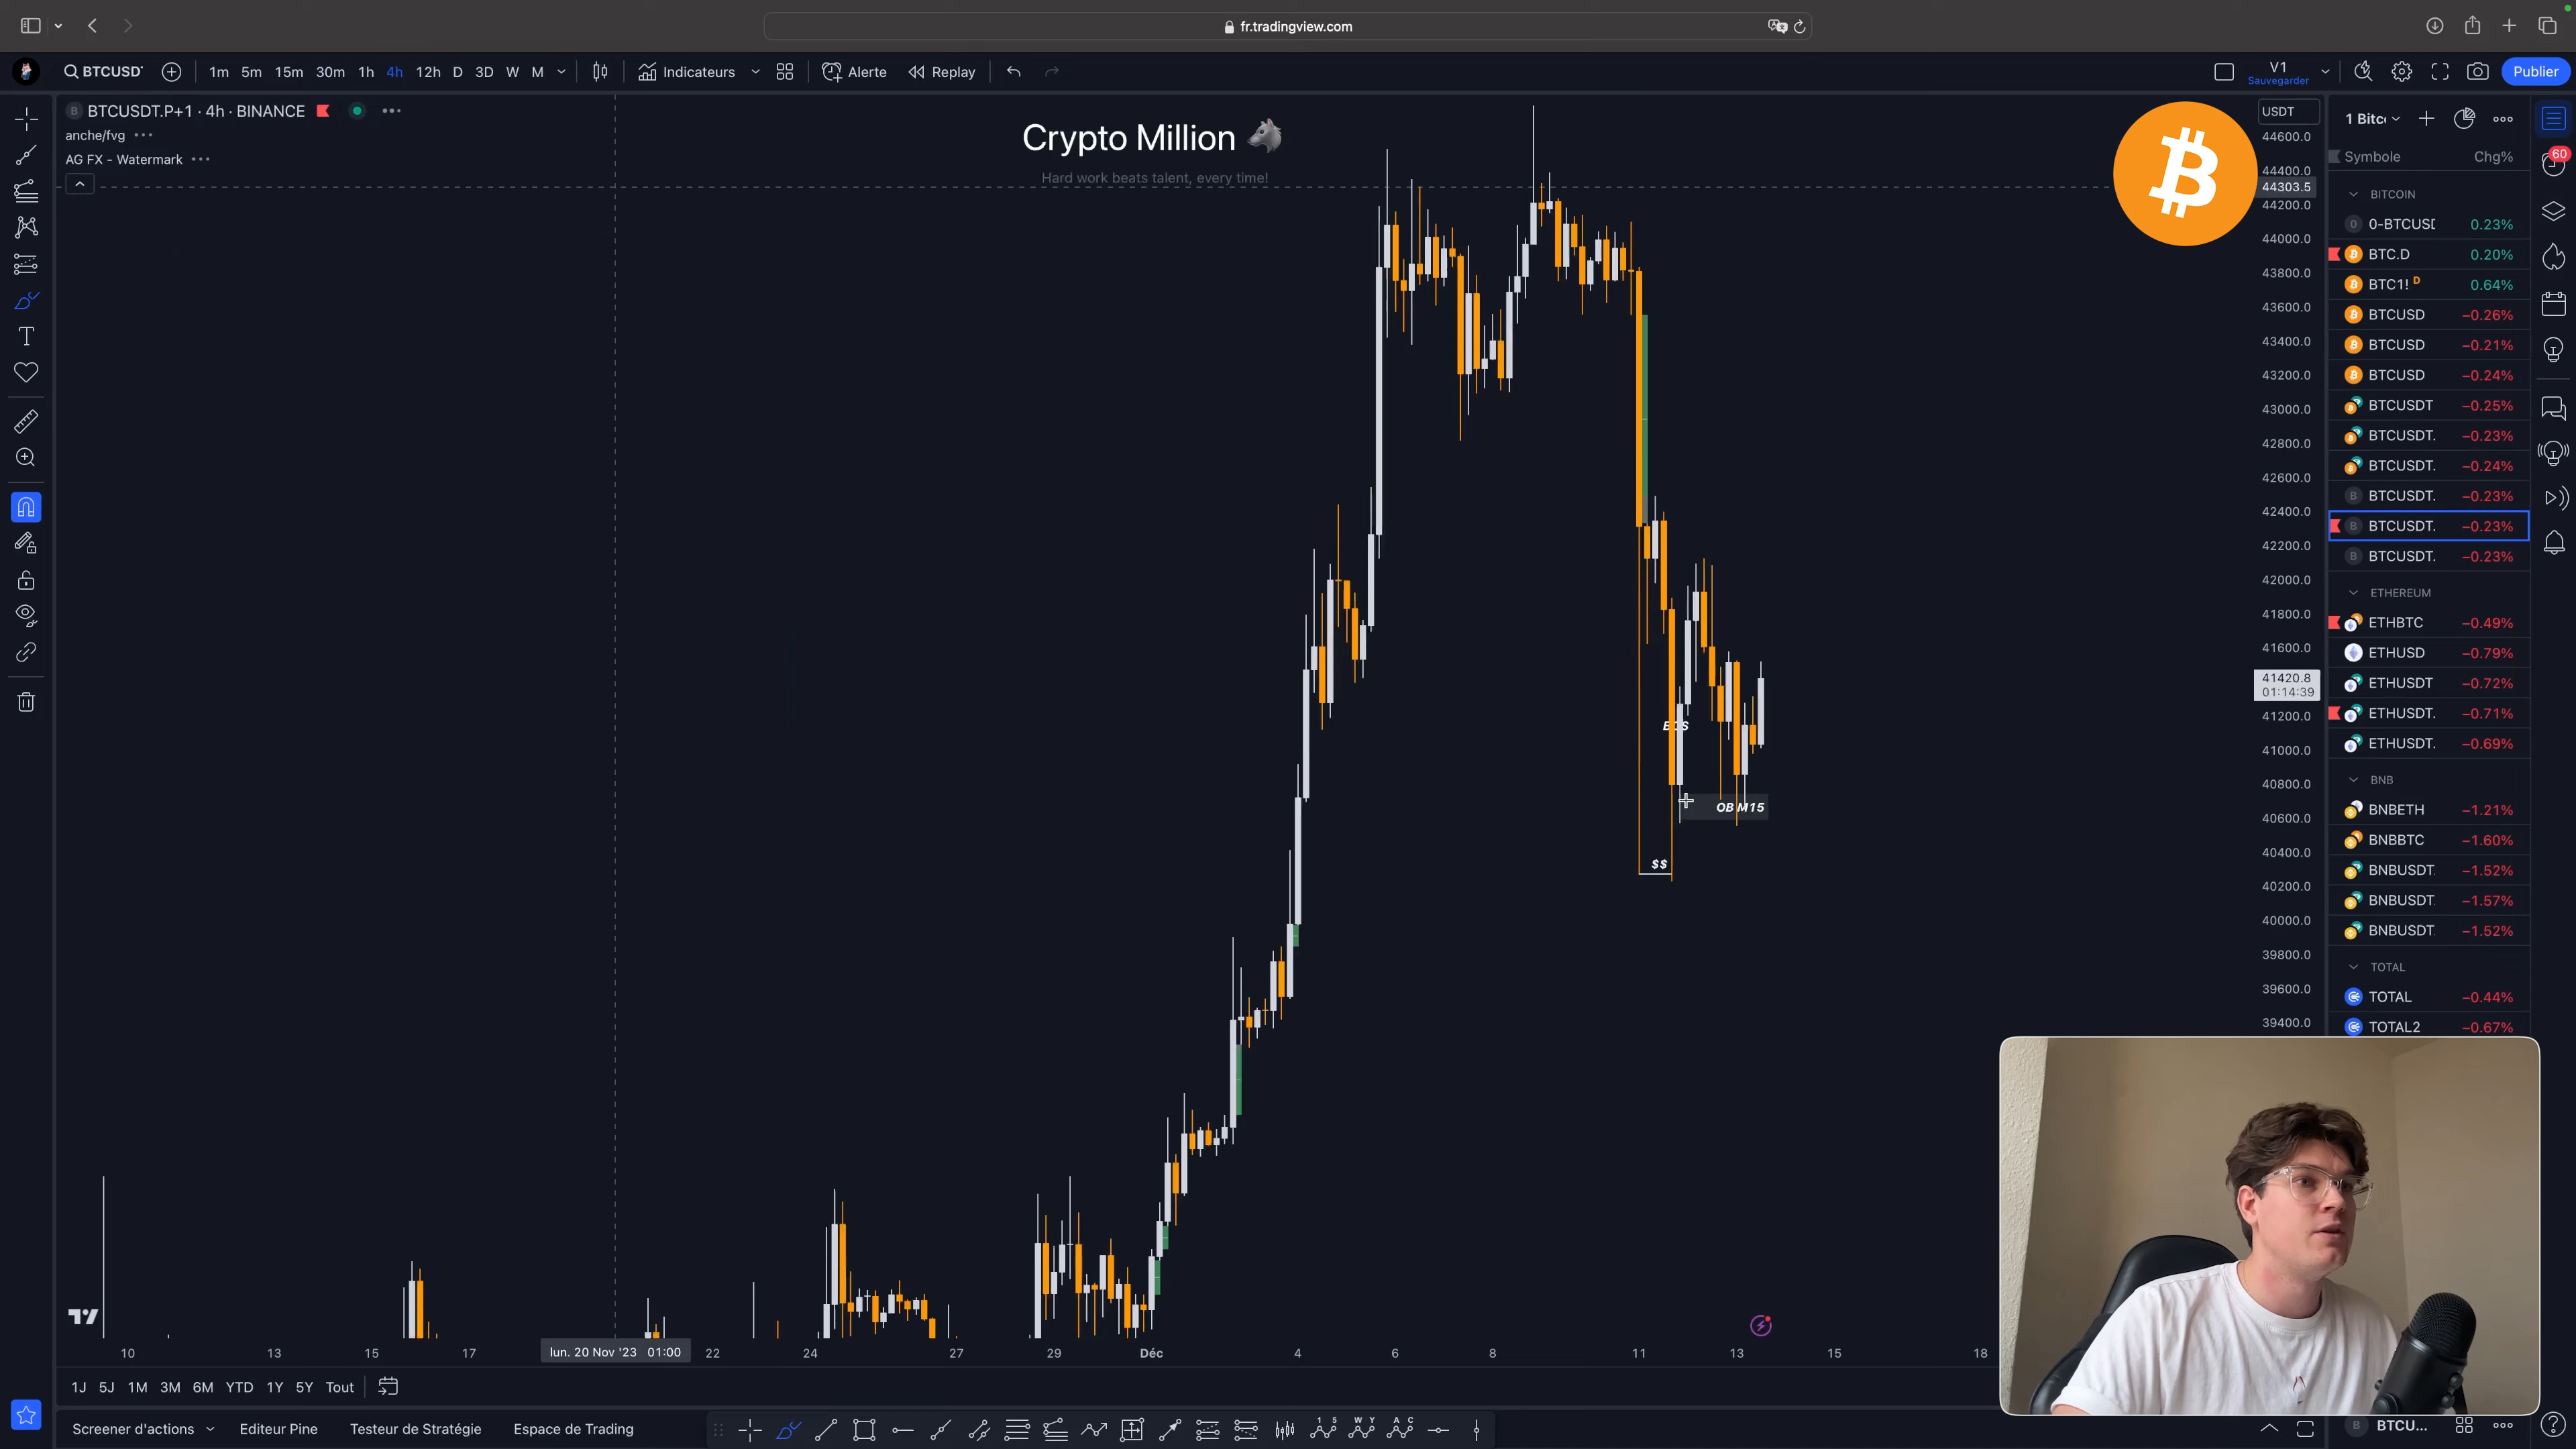 fr.tradingview.com
BTCUSD
1m 5m 15m 30m 1h 4h 12h D 3D W M
Indicateurs
Alerte
Replay
V1
Sauvegarder
Publier
BTCUSDT.P+1 · 4h · BINANCE
anche/fvg
AG FX - Watermark
Crypto Million
Hard work beats talent, every time!
USDT
44600.0
44400.0
44303.5
44200.0
44000.0
43800.0
43600.0
43400.0
43200.0
43000.0
42800.0
42600.0
42400.0
42200.0
42000.0
41800.0
41600.0
41420.8
01:14:39
41200.0
41000.0
40800.0
40600.0
40400.0
40200.0
40000.0
39800.0
39600.0
39400.0
OB M15
$$
1 Bitc
Symbole Chg%
BITCOIN
0-BTCUSD 0.23%
BTC.D 0.20%
BTC1! D 0.64%
BTCUSD −0.26%
BTCUSD −0.21%
BTCUSD −0.24%
BTCUSDT −0.25%
BTCUSDT. −0.23%
BTCUSDT. −0.24%
BTCUSDT. −0.23%
BTCUSDT. −0.23%
BTCUSDT. −0.23%
ETHEREUM
ETHBTC −0.49%
ETHUSD −0.79%
ETHUSDT −0.72%
ETHUSDT. −0.71%
ETHUSDT. −0.69%
BNB
BNBETH −1.21%
BNBBTC −1.60%
BNBUSDT −1.52%
BNBUSDT −1.57%
BNBUSDT −1.52%
TOTAL
TOTAL −0.44%
TOTAL2 −0.67%
60
10 13 15 17 lun. 20 Nov '23 01:00 22 24 27 29 Déc 4 6 8 11 13 15 18
1J 5J 1M 3M 6M YTD 1Y 5Y Tout
Screener d'actions
Editeur Pine
Testeur de Stratégie
Espace de Trading
BTCU...